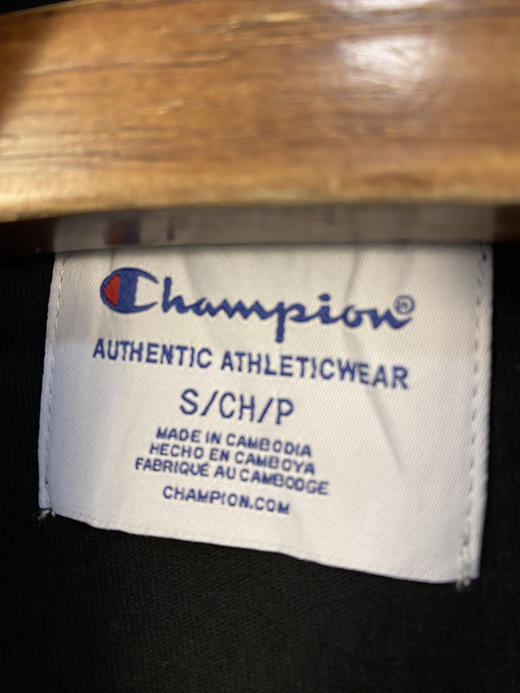 Champion®
AUTHENTIC ATHLETICWEAR
S/CH/P
MADE IN CAMBODIA
HECHO EN CAMBOYA
FABRIQUÉ AU CAMBODGE
CHAMPION.COM